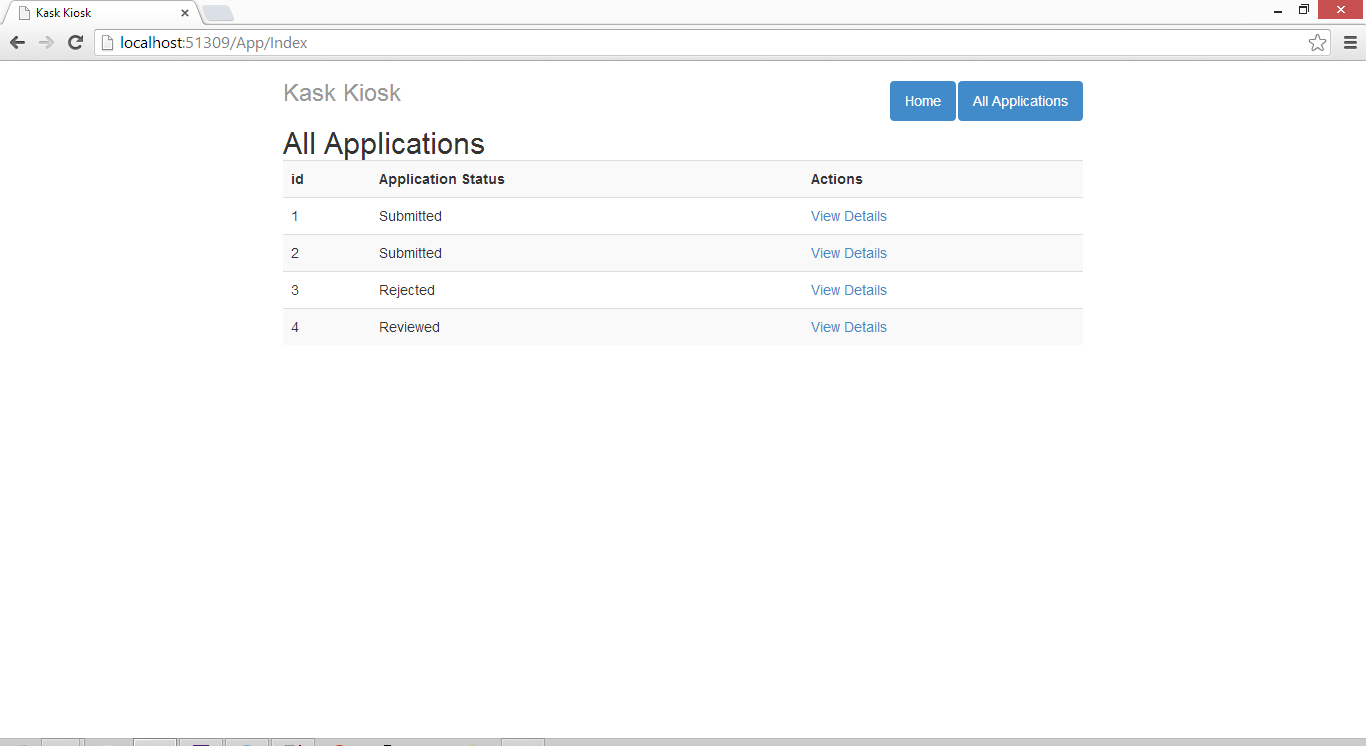 Kask Kiosk
localhost:51309/App/Index
Kask Kiosk Home All Applications
All Applications
id Application Status Actions
1 Submitted View Details
2 Submitted View Details
3 Rejected View Details
4 Reviewed View Details